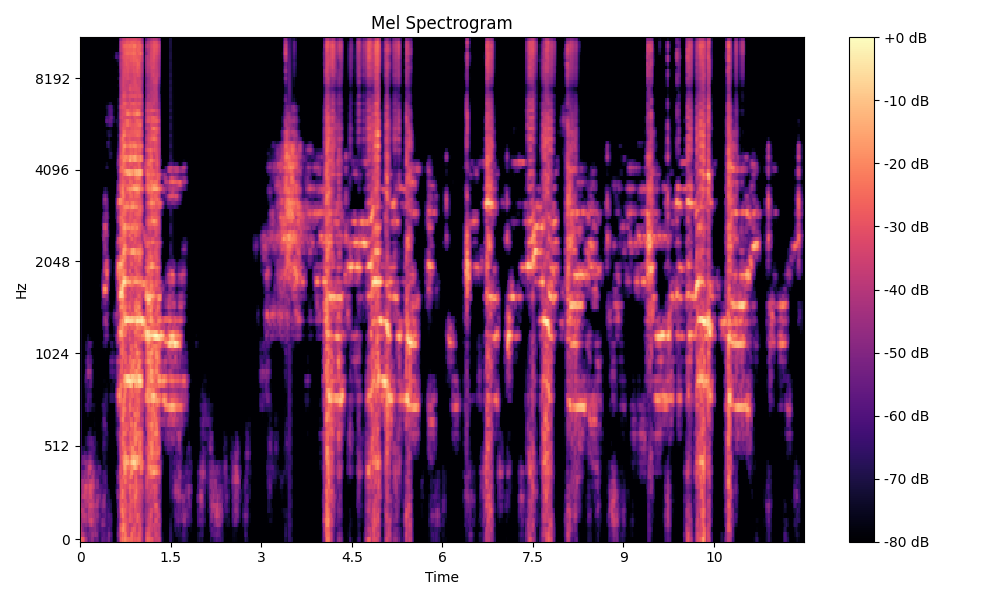 Mel Spectrogram
Hz
8192
4096
2048
1024
512
0
0 1.5 3 4.5 6 7.5 9 10
Time
+0 dB
-10 dB
-20 dB
-30 dB
-40 dB
-50 dB
-60 dB
-70 dB
-80 dB